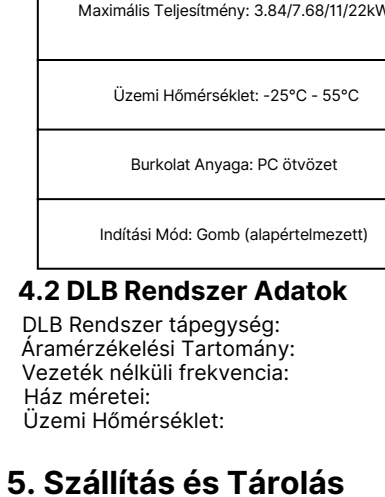 Maximális Teljesítmény: 3.84/7.68/11/22kW
Üzemi Hőmérséklet: -25°C - 55°C
Burkolat Anyaga: PC ötvözet
Indítási Mód: Gomb (alapértelmezett)
4.2 DLB Rendszer Adatok
DLB Rendszer tápegység:
Áramérzékelési Tartomány:
Vezeték nélküli frekvencia:
Ház méretei:
Üzemi Hőmérséklet:
5. Szállítás és Tárolás